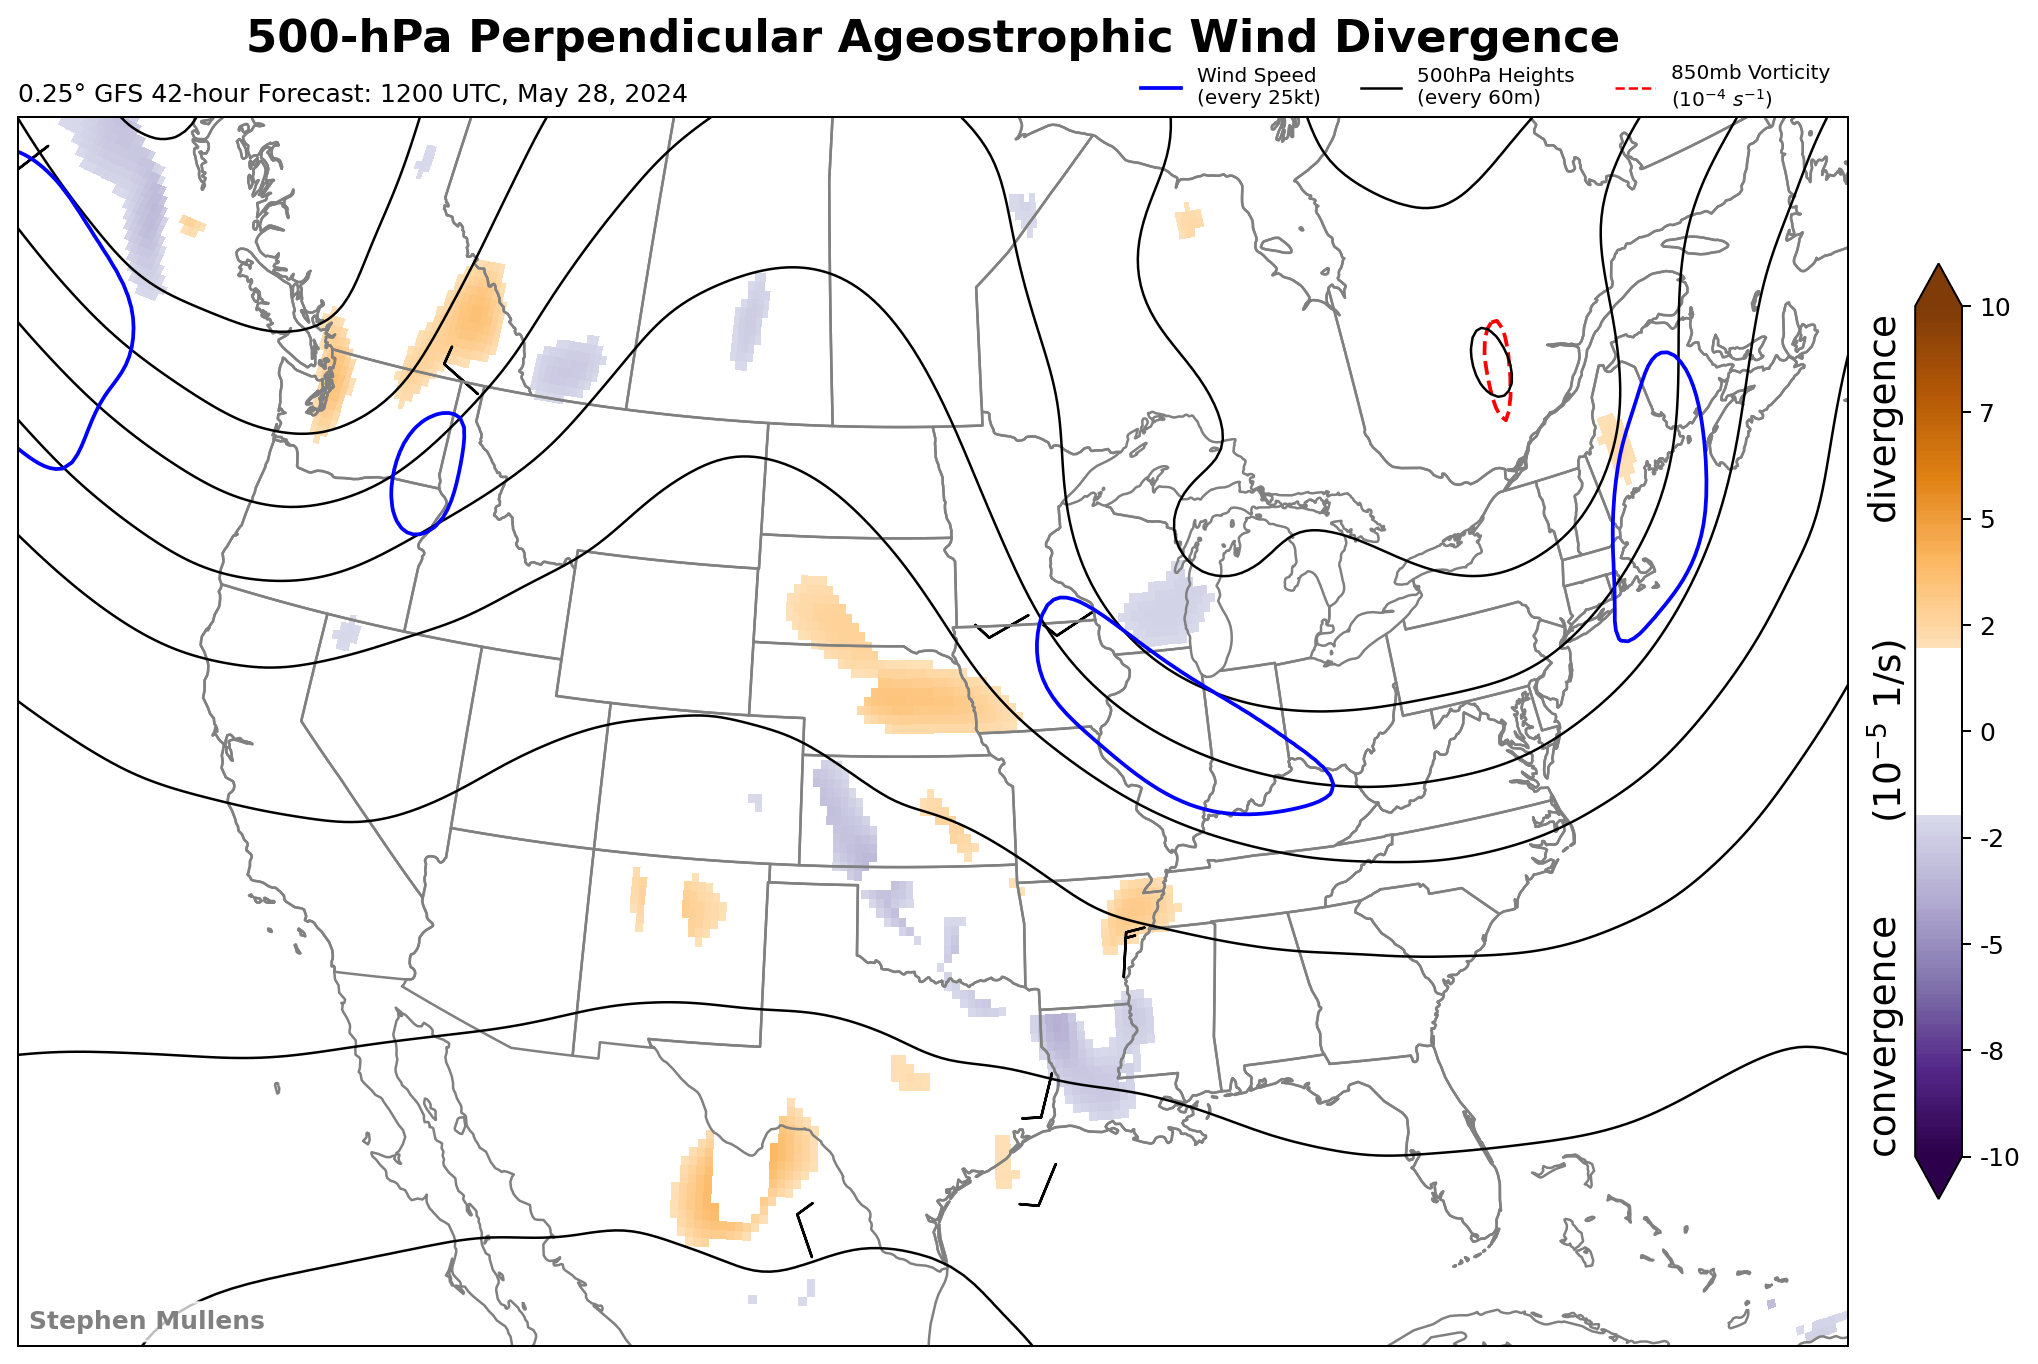 500-hPa Perpendicular Ageostrophic Wind Divergence
0.25° GFS 42-hour Forecast: 1200 UTC, May 28, 2024
Wind Speed
(every 25kt)
500hPa Heights
(every 60m)
850mb Vorticity
(10⁻⁴ s⁻¹)
10
7
5
2
0
-2
-5
-8
-10
convergence (10⁻⁵ 1/s) divergence
Stephen Mullens